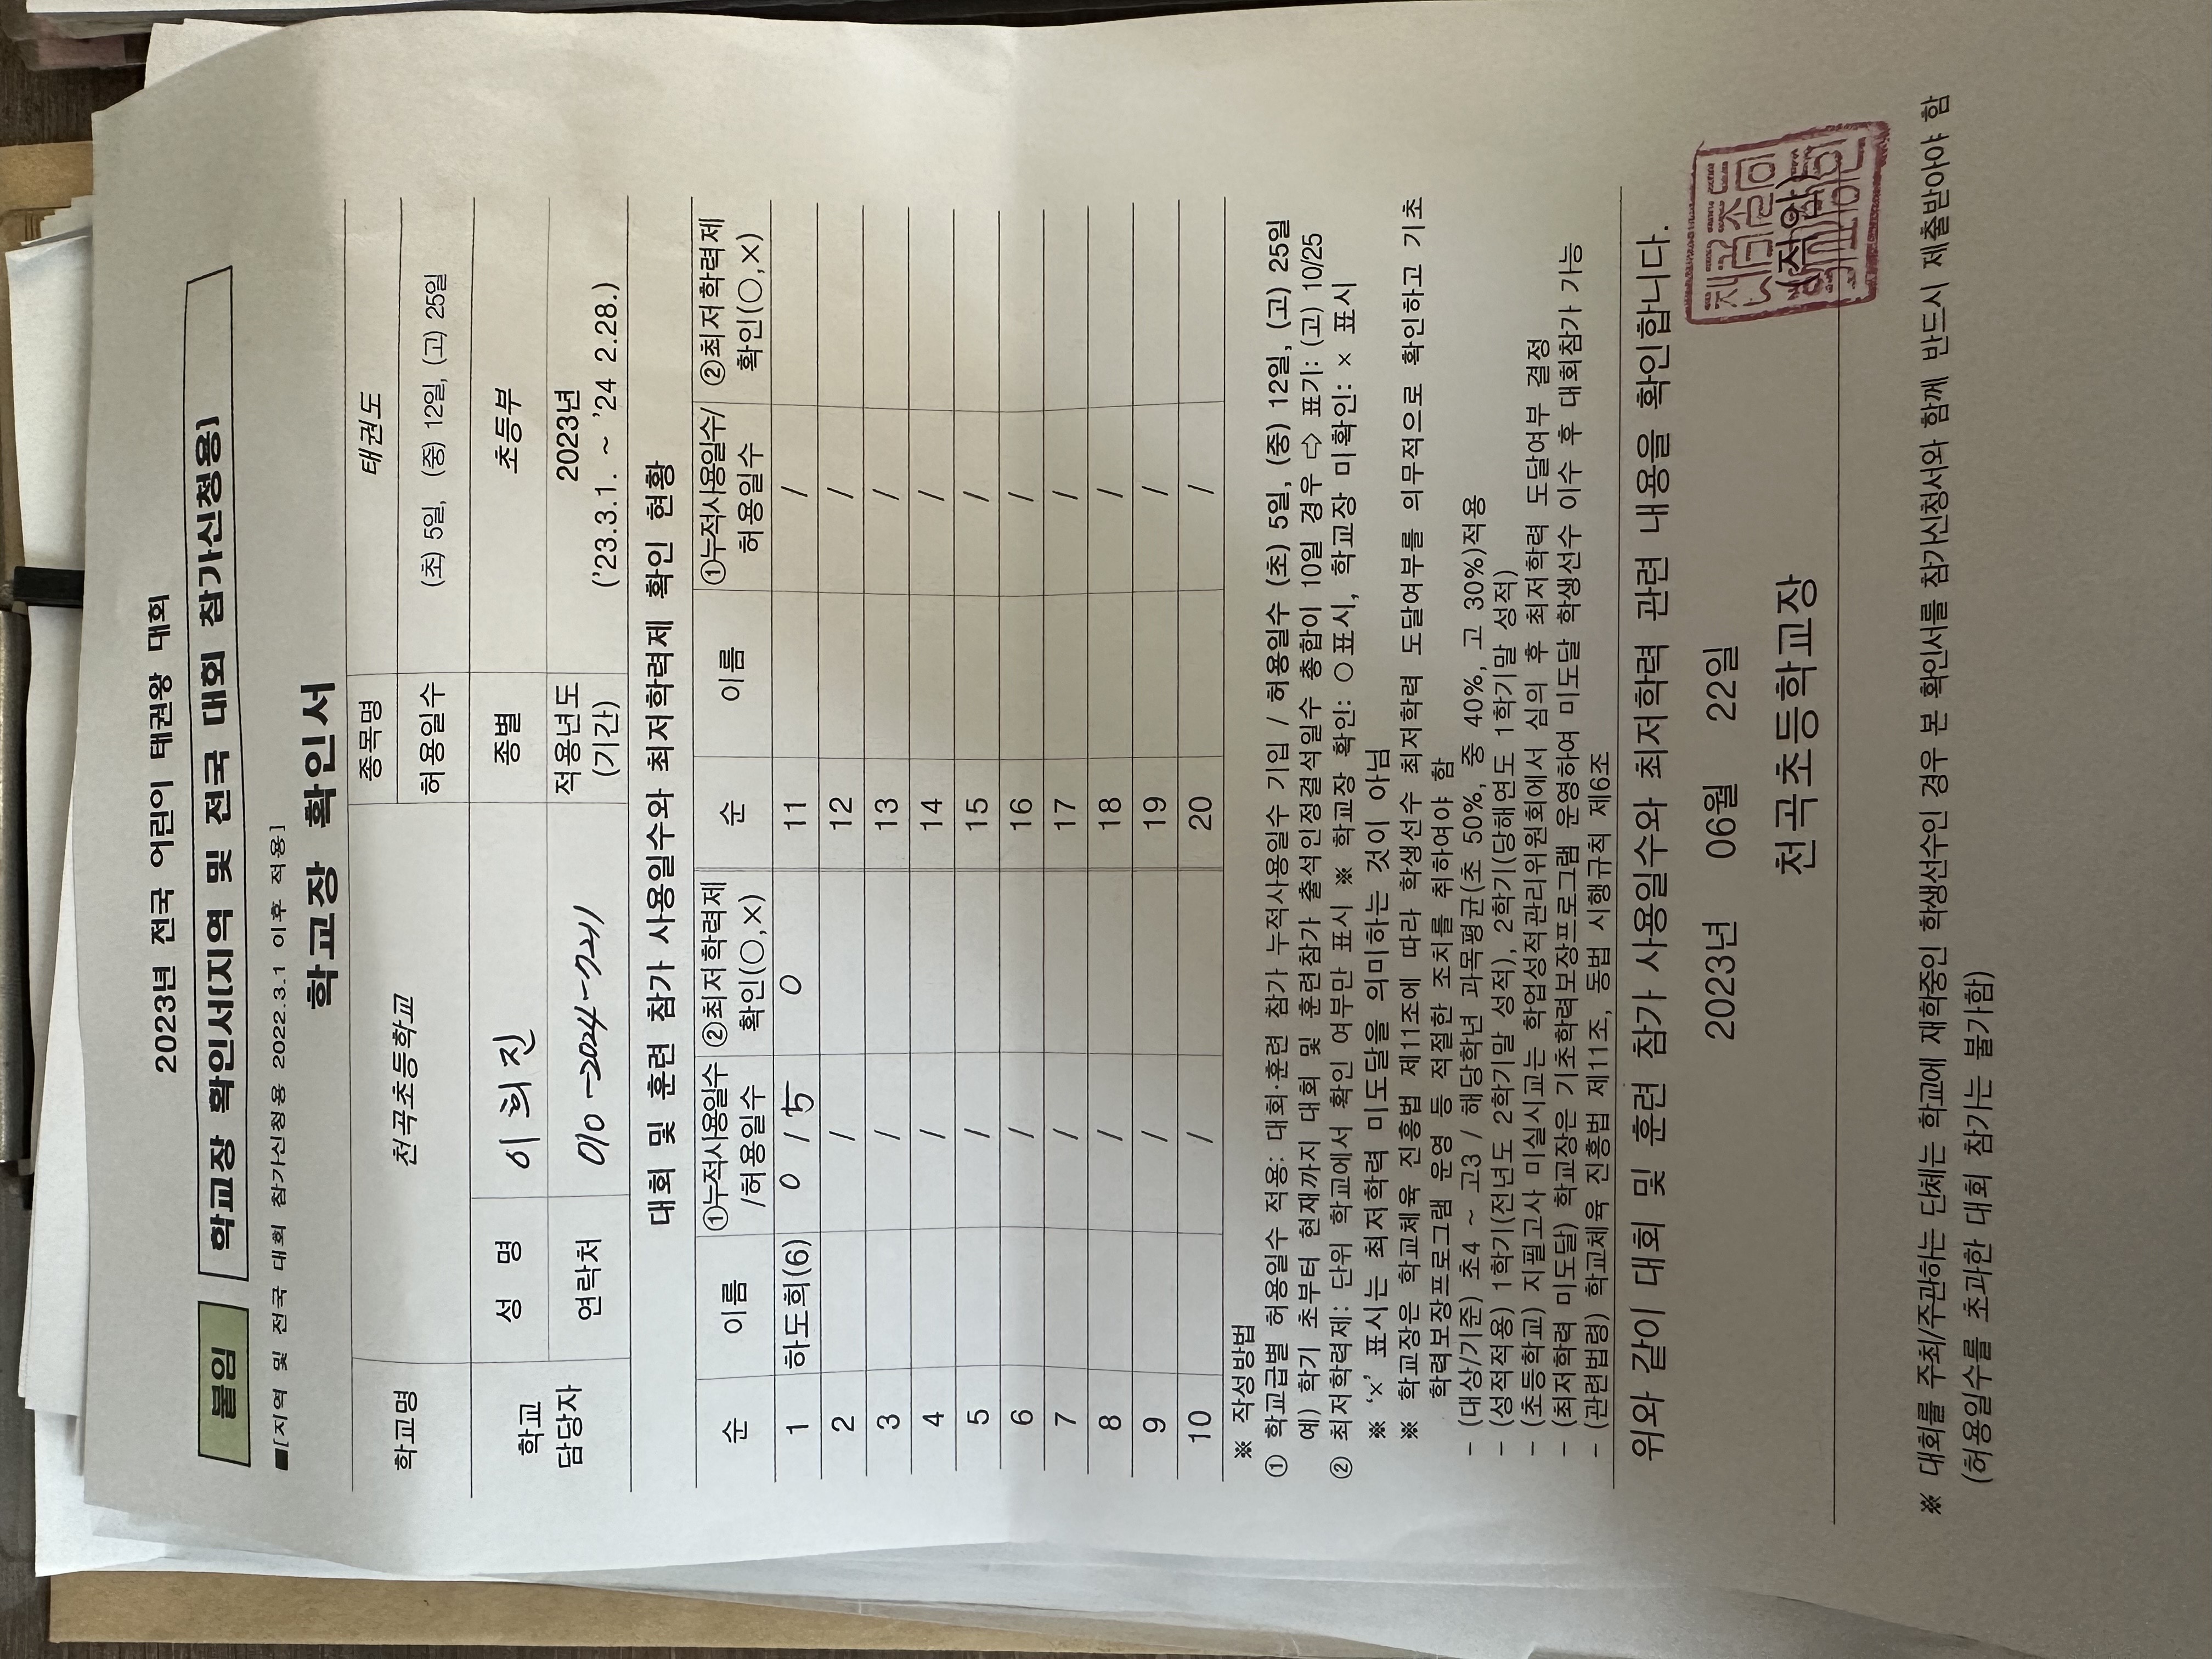 2023년 전국 어린이 태권왕 대회
붙임 학교장 확인서(지역 및 전국 대회 참가신청용)
■[지역 및 전국 대회 참가신청용 2022.3.1 이후 적용]
학교장 확인서
학교명 천곡초등학교 종목명 태권도
허용일수 (초) 5일, (중) 12일, (고) 25일
학교 담당자 성 명 이희진 종별 초등부
연락처 010-2024-7211 적용년도 (기간) 2023년 ('23.3.1. ~ '24 2.28.)
대회 및 훈련 참가 사용일수와 최저학력제 확인 현황
순 이름 ①누적사용일수/허용일수 ②최저학력제 확인(○,×) 순 이름 ①누적사용일수/허용일수 ②최저학력제 확인(○,×)
1 하도희(6) 0 / 5 0 11 /
2 / 12 /
3 / 13 /
4 / 14 /
5 / 15 /
6 / 16 /
7 / 17 /
8 / 18 /
9 / 19 /
10 / 20 /
※ 작성방법
① 학교급별 허용일수 적용: 대회·훈련 참가 누적사용일수 기입 / 허용일수 (초) 5일, (중) 12일, (고) 25일
예) 학기 초부터 현재까지 대회 및 훈련참가 출석인정결석일수 총합이 10일 경우 ⇨ 표기: (고) 10/25
② 최저학력제: 단위 학교에서 확인 여부만 표시 ※ 학교장 확인: ○ 표시, 학교장 미확인: × 표시
※ '×' 표시는 최저학력 미도달을 의미하는 것이 아님
※ 학교장은 학교체육 진흥법 제11조에 따라 학생선수 최저학력 도달여부를 의무적으로 확인하고 기초
학력보장프로그램 운영 등 적절한 조치를 취하여야 함
- (대상/기준) 초4 ~ 고3 / 해당학년 과목평균(초 50%, 중 40%, 고 30%)적용
- (성적적용) 1학기(전년도 2학기말 성적), 2학기(당해연도 1학기말 성적)
- (초등학교) 지필고사 미실시교는 학업성적관리위원회에서 심의 후 최저학력 도달여부 결정
- (최저학력 미도달) 학교장은 기초학력보장프로그램 운영하여 미도달 학생선수 이수 후 대회참가 가능
- (관련법령) 학교체육 진흥법 제11조, 동법 시행규칙 제6조
위와 같이 대회 및 훈련 참가 사용일수와 최저학력 관련 내용을 확인합니다.
2023년 06월 22일
천곡초등학교장 (직인)
※ 대회를 주최/주관하는 단체는 학교에 재학중인 학생선수인 경우 본 확인서를 참가신청서와 함께 반드시 제출받아야 함
(허용일수를 초과한 대회 참가는 불가함)